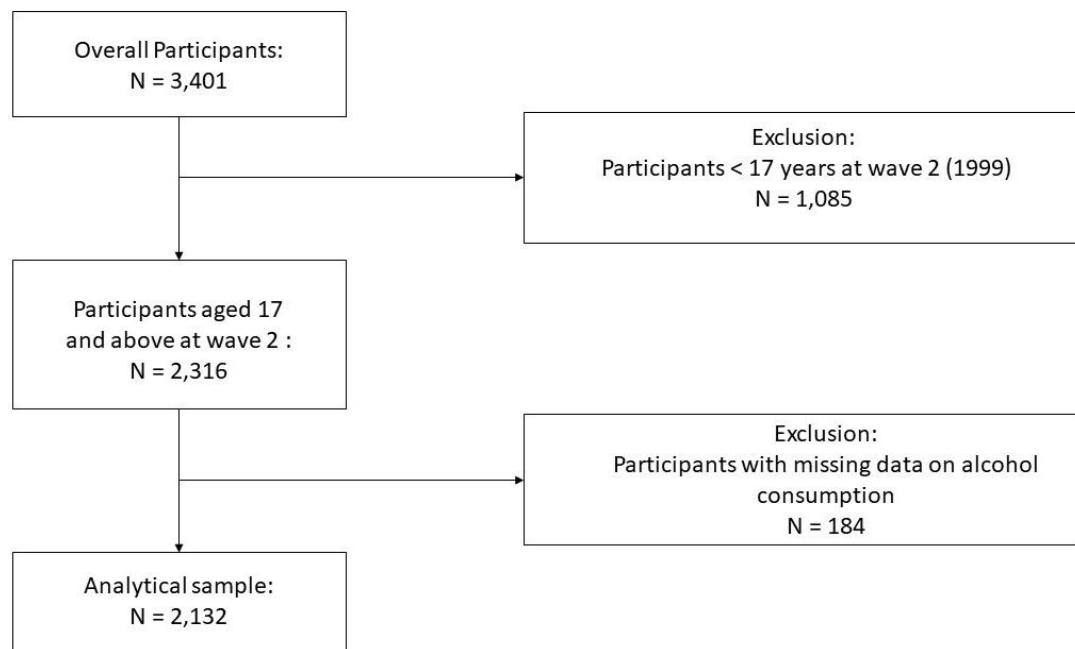 Overall Participants:
N = 3,401
Exclusion:
Participants < 17 years at wave 2 (1999)
N = 1,085
Participants aged 17
and above at wave 2 :
N = 2,316
Exclusion:
Participants with missing data on alcohol
consumption
N = 184
Analytical sample:
N = 2,132